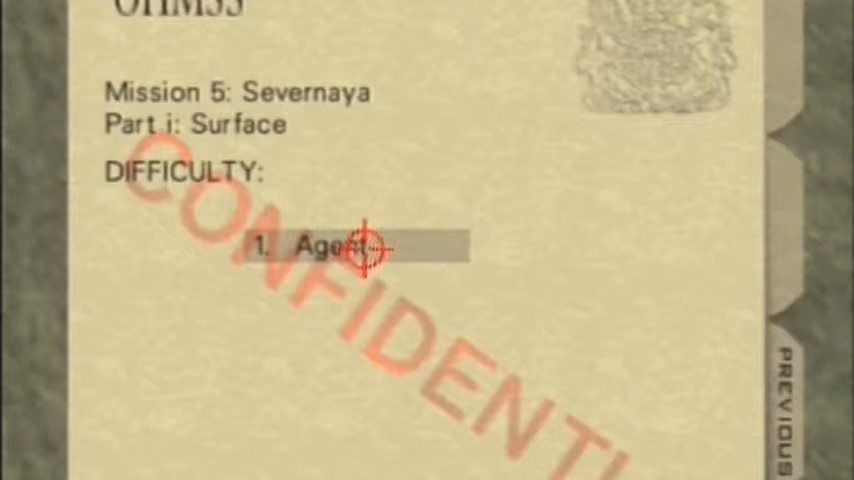 OHMSS
Mission 5: Severnaya
Part i: Surface
DIFFICULTY:
1. Agent
CONFIDENTI
PREVIOUS